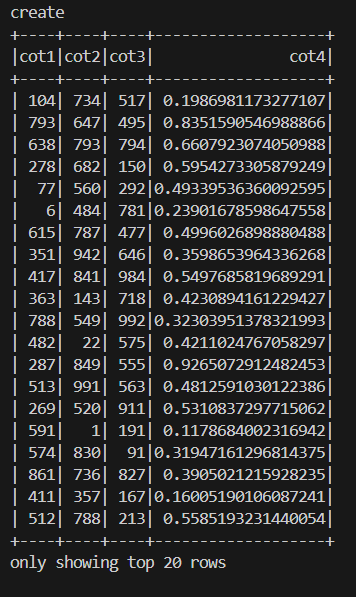 create
+----+----+----+-------------------+
|cot1|cot2|cot3|               cot4|
+----+----+----+-------------------+
| 104| 734| 517| 0.1986981173277107|
| 793| 647| 495| 0.8351590546988866|
| 638| 793| 794| 0.6607923074050988|
| 278| 682| 150| 0.5954273305879249|
|  77| 560| 292|0.49339536360092595|
|   6| 484| 781|0.23901678598647558|
| 615| 787| 477| 0.4996026898880488|
| 351| 942| 646| 0.3598653964336268|
| 417| 841| 984| 0.5497685819689291|
| 363| 143| 718| 0.4230894161229427|
| 788| 549| 992|0.32303951378321993|
| 482|  22| 575| 0.4211024767058297|
| 287| 849| 555| 0.9265072912482453|
| 513| 991| 563| 0.4812591030122386|
| 269| 520| 911| 0.5310837297715062|
| 591|   1| 191| 0.1178684002316942|
| 574| 830|  91|0.31947161296814375|
| 861| 736| 827| 0.3905021215928235|
| 411| 357| 167|0.16005190106087241|
| 512| 788| 213| 0.5585193231440054|
+----+----+----+-------------------+
only showing top 20 rows